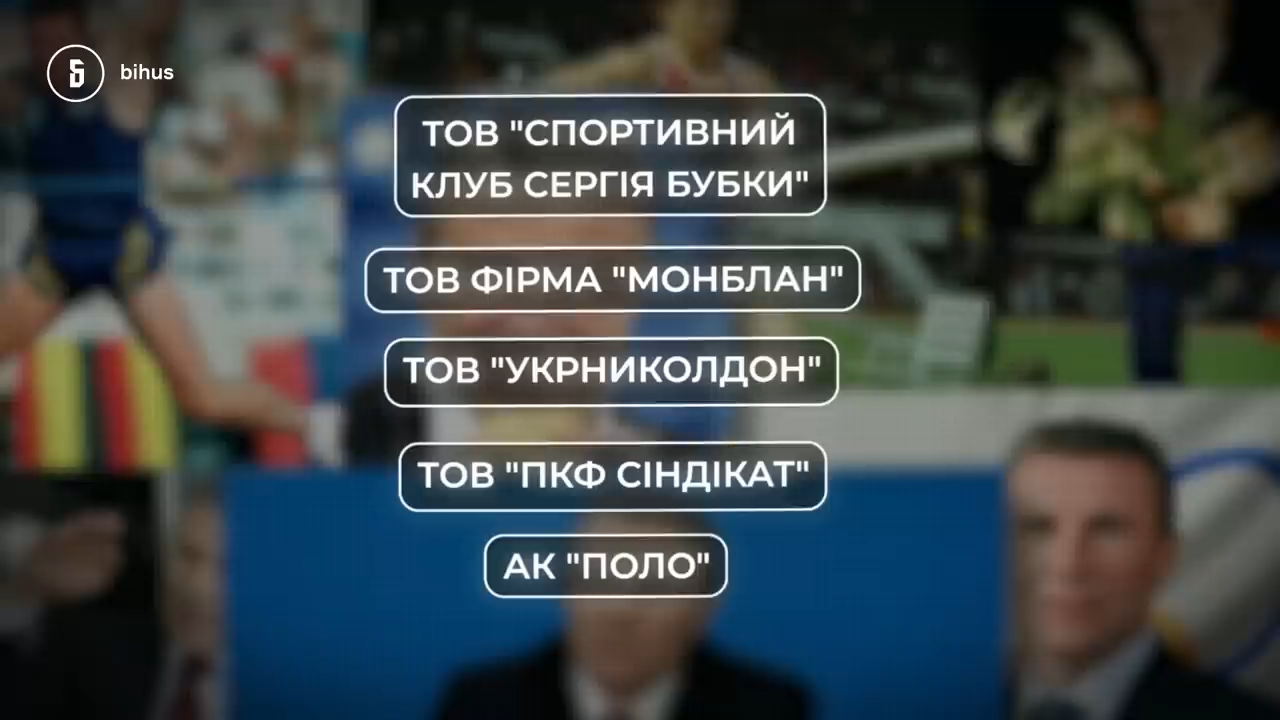 bihus
ТОВ "СПОРТИВНИЙ
КЛУБ СЕРГІЯ БУБКИ"
ТОВ ФІРМА "МОНБЛАН"
ТОВ "УКРНИКОЛДОН"
ТОВ "ПКФ СІНДІКАТ"
АК "ПОЛО"